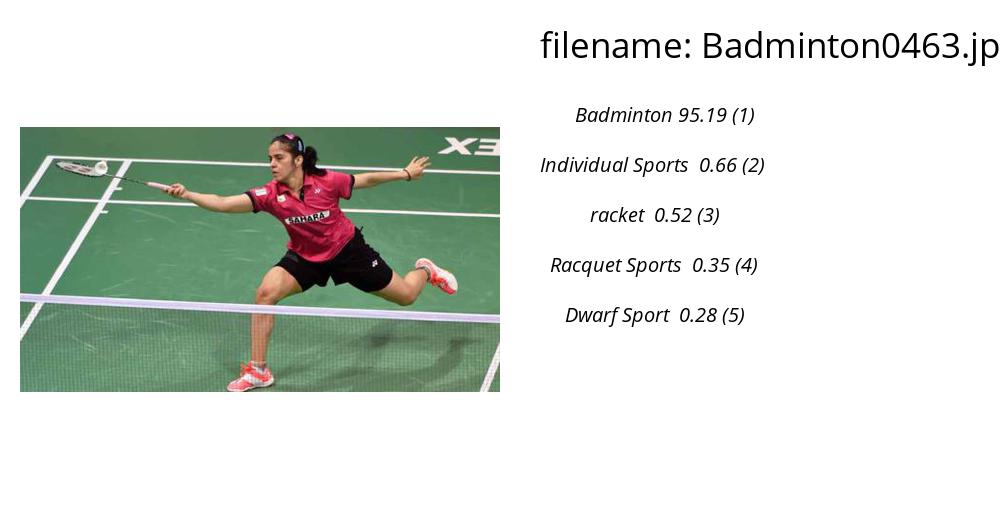 filename: Badminton0463.jp
Badminton 95.19 (1)
Individual Sports 0.66 (2)
racket 0.52 (3)
Racquet Sports 0.35 (4)
Dwarf Sport 0.28 (5)
EX
SAHARA